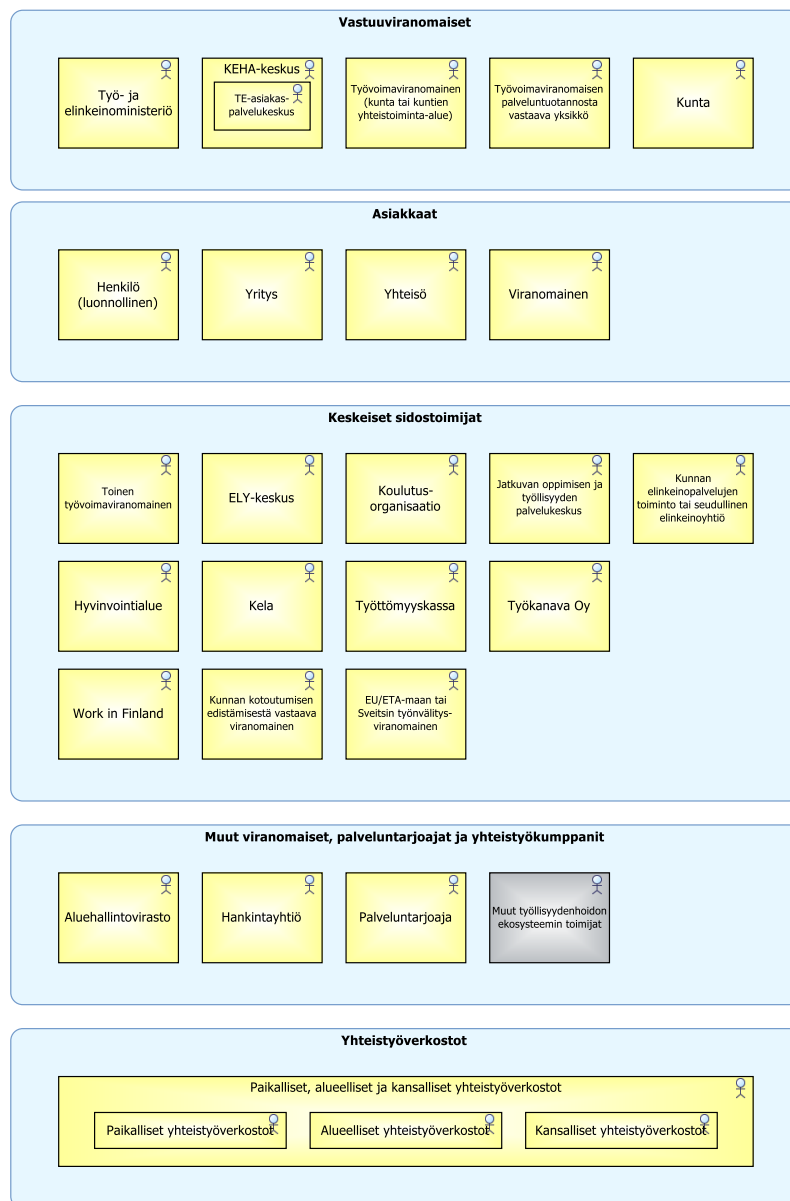 Vastuuviranomaiset
Työ- ja
elinkeinoministeriö
KEHA-keskus
TE-asiakas-
palvelukeskus
Työvoimaviranomainen
(kunta tai kuntien
yhteistoiminta-alue)
Työvoimaviranomaisen
palveluntuotannosta
vastaava yksikkö
Kunta
Asiakkaat
Henkilö
(luonnollinen)
Yritys
Yhteisö
Viranomainen
Keskeiset sidostoimijat
Toinen
työvoimaviranomainen
ELY-keskus
Koulutus-
organisaatio
Jatkuvan oppimisen ja
työllisyyden
palvelukeskus
Kunnan
elinkeinopalvelujen
toiminto tai seudullinen
elinkeinoyhtiö
Hyvinvointialue
Kela
Työttömyyskassa
Työkanava Oy
Work in Finland
Kunnan kotoutumisen
edistämisestä vastaava
viranomainen
EU/ETA-maan tai
Sveitsin työnvälitys-
viranomainen
Muut viranomaiset, palveluntarjoajat ja yhteistyökumppanit
Aluehallintovirasto
Hankintayhtiö
Palveluntarjoaja
Muut työllisyydenhoidon
ekosysteemin toimijat
Yhteistyöverkostot
Paikalliset, alueelliset ja kansalliset yhteistyöverkostot
Paikalliset yhteistyöverkostot
Alueelliset yhteistyöverkostot
Kansalliset yhteistyöverkostot